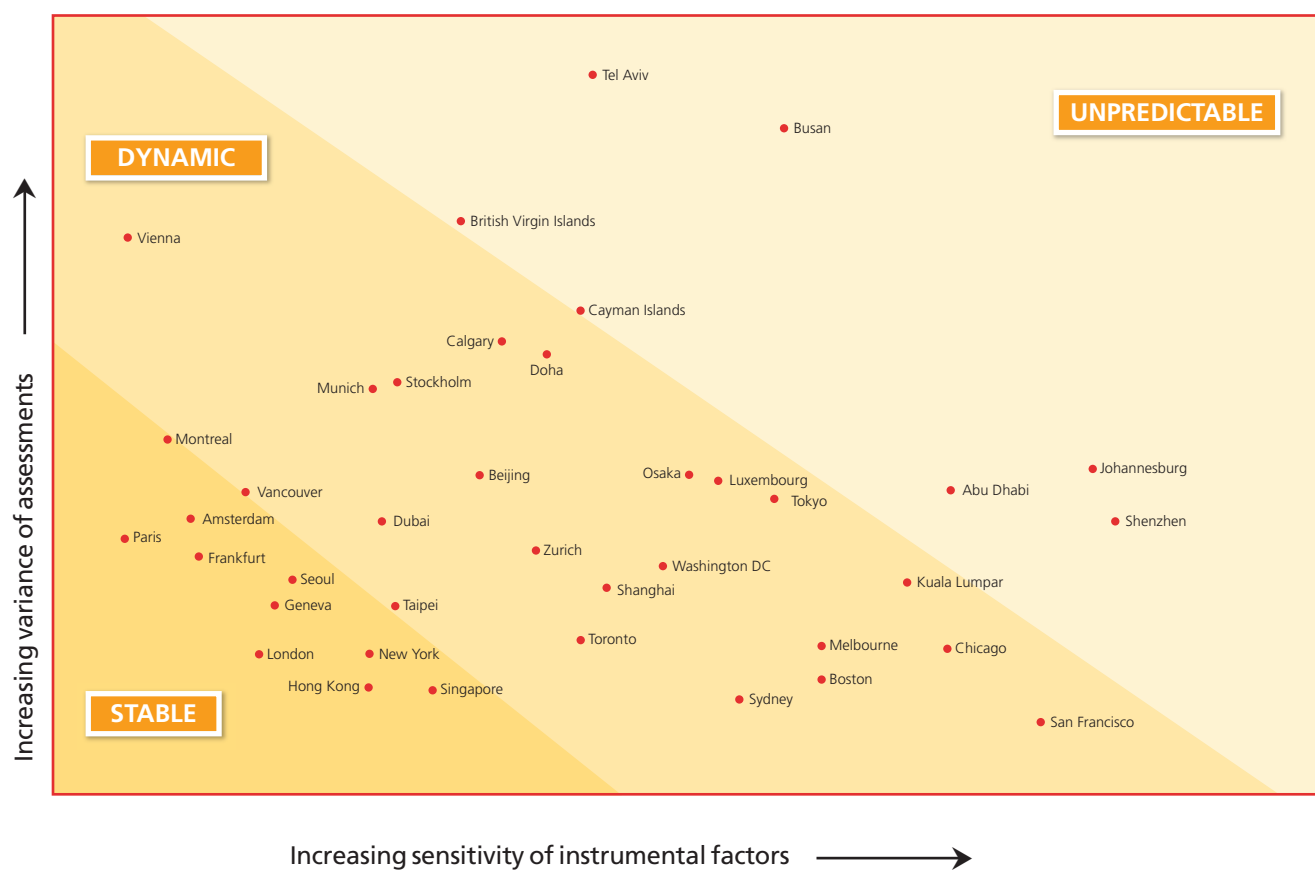 Tel Aviv
UNPREDICTABLE
Busan
DYNAMIC
British Virgin Islands
Vienna
Cayman Islands
Calgary
Doha
Stockholm
Munich
Montreal
Beijing
Osaka
Luxembourg
Tokyo
Johannesburg
Abu Dhabi
Shenzhen
Vancouver
Amsterdam
Dubai
Paris
Frankfurt
Zurich
Washington DC
Seoul
Shanghai
Kuala Lumpar
Geneva
Taipei
Toronto
Melbourne
Chicago
London
New York
Hong Kong
Singapore
Boston
Sydney
STABLE
San Francisco
Increasing variance of assessments
Increasing sensitivity of instrumental factors